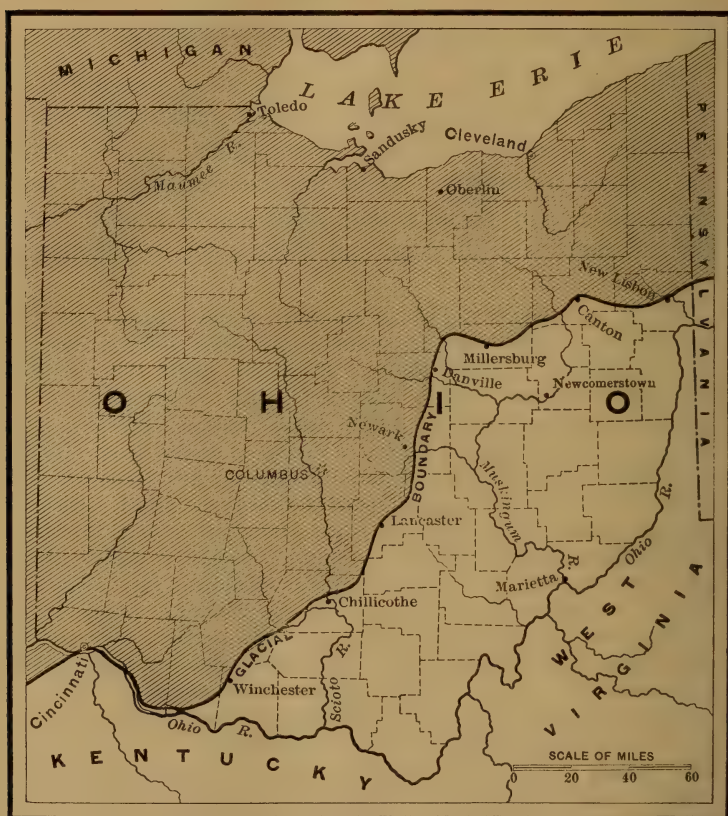 MICHIGAN
LAKE ERIE
PENNSYLVANIA
Toledo
Maumee R.
Sandusky
Cleveland
Oberlin
New Lisbon
Canton
Millersburg
Danville
Newcomerstown
OHIO
Newark
BOUNDARY
COLUMBUS
Muskingum R.
Ohio R.
Lancaster
Marietta
Chillicothe
GLACIAL
WEST VIRGINIA
Winchester
Scioto R.
Cincinnati
Ohio R.
KENTUCKY
SCALE OF MILES
0 20 40 60